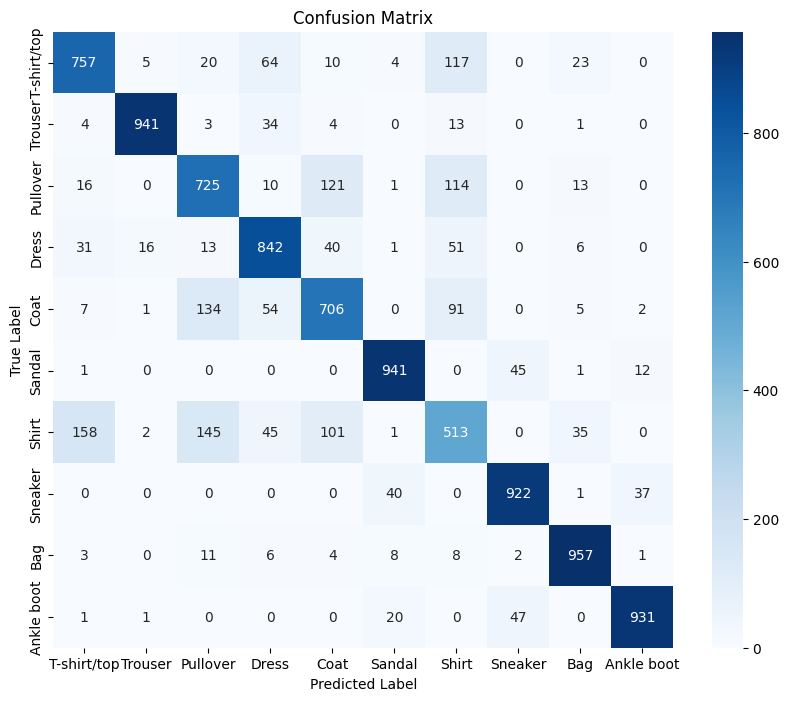 Confusion Matrix
True Label
T-shirt/top 757 5 20 64 10 4 117 0 23 0
Trouser 4 941 3 34 4 0 13 0 1 0
Pullover 16 0 725 10 121 1 114 0 13 0
Dress 31 16 13 842 40 1 51 0 6 0
Coat 7 1 134 54 706 0 91 0 5 2
Sandal 1 0 0 0 0 941 0 45 1 12
Shirt 158 2 145 45 101 1 513 0 35 0
Sneaker 0 0 0 0 0 40 0 922 1 37
Bag 3 0 11 6 4 8 8 2 957 1
Ankle boot 1 1 0 0 0 20 0 47 0 931
T-shirt/top Trouser Pullover Dress Coat Sandal Shirt Sneaker Bag Ankle boot
Predicted Label
800
600
400
200
0